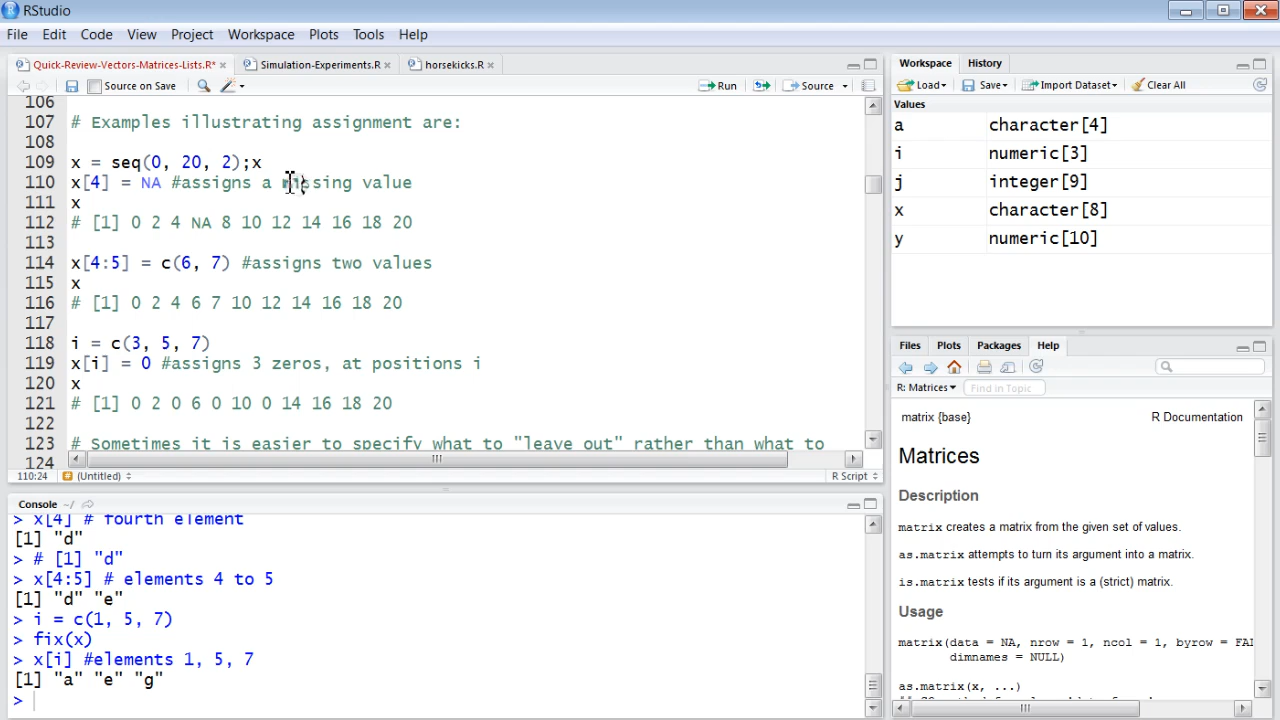 RStudio
File Edit Code View Project Workspace Plots Tools Help
Quick-Review-Vectors-Matrices-Lists.R* Simulation-Experiments.R horsekicks.R
Source on Save Run Source
106
107 # Examples illustrating assignment are:
108
109 x = seq(0, 20, 2);x
110 x[4] = NA #assigns a missing value
111 x
112 # [1] 0 2 4 NA 8 10 12 14 16 18 20
113
114 x[4:5] = c(6, 7) #assigns two values
115 x
116 # [1] 0 2 4 6 7 10 12 14 16 18 20
117
118 i = c(3, 5, 7)
119 x[i] = 0 #assigns 3 zeros, at positions i
120 x
121 # [1] 0 2 0 6 0 10 0 14 16 18 20
122
123 # Sometimes it is easier to specify what to "leave out" rather than what to
124
110:24 (Untitled) R Script
Console ~/
> x[4] # fourth element
[1] "d"
> # [1] "d"
> x[4:5] # elements 4 to 5
[1] "d" "e"
> i = c(1, 5, 7)
> fix(x)
> x[i] #elements 1, 5, 7
[1] "a" "e" "g"
>
Workspace History
Load Save Import Dataset Clear All
Values
a character[4]
i numeric[3]
j integer[9]
x character[8]
y numeric[10]
Files Plots Packages Help
R: Matrices Find in Topic
matrix {base} R Documentation
Matrices
Description
matrix creates a matrix from the given set of values.
as.matrix attempts to turn its argument into a matrix.
is.matrix tests if its argument is a (strict) matrix.
Usage
matrix(data = NA, nrow = 1, ncol = 1, byrow = FAL
dimnames = NULL)
as.matrix(x, ...)